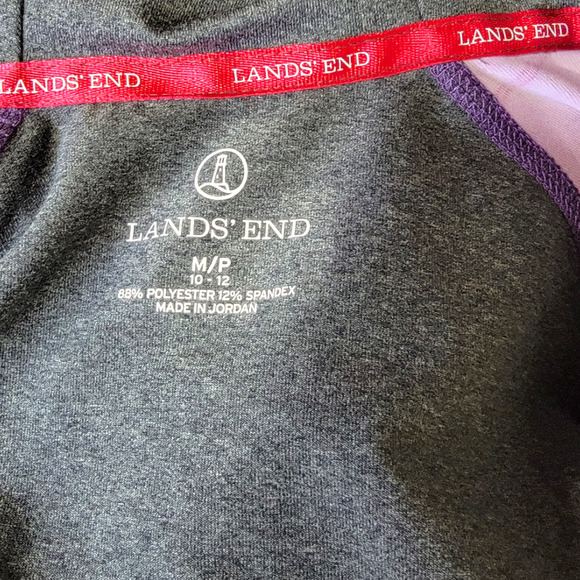 LANDS' END LANDS' END LANDS' END
LANDS' END
M/P
10 - 12
88% POLYESTER 12% SPANDEX
MADE IN JORDAN